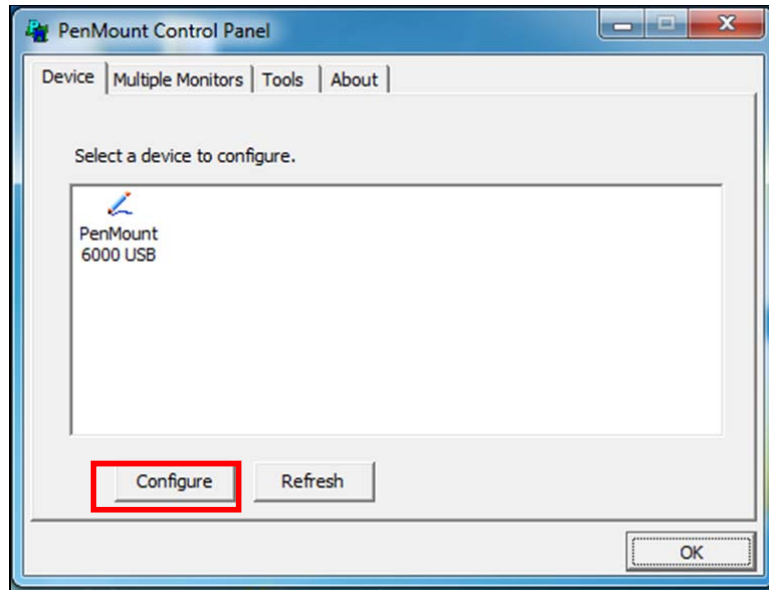 PenMount Control Panel
Device Multiple Monitors Tools About
Select a device to configure.
PenMount
6000 USB
Configure Refresh
OK